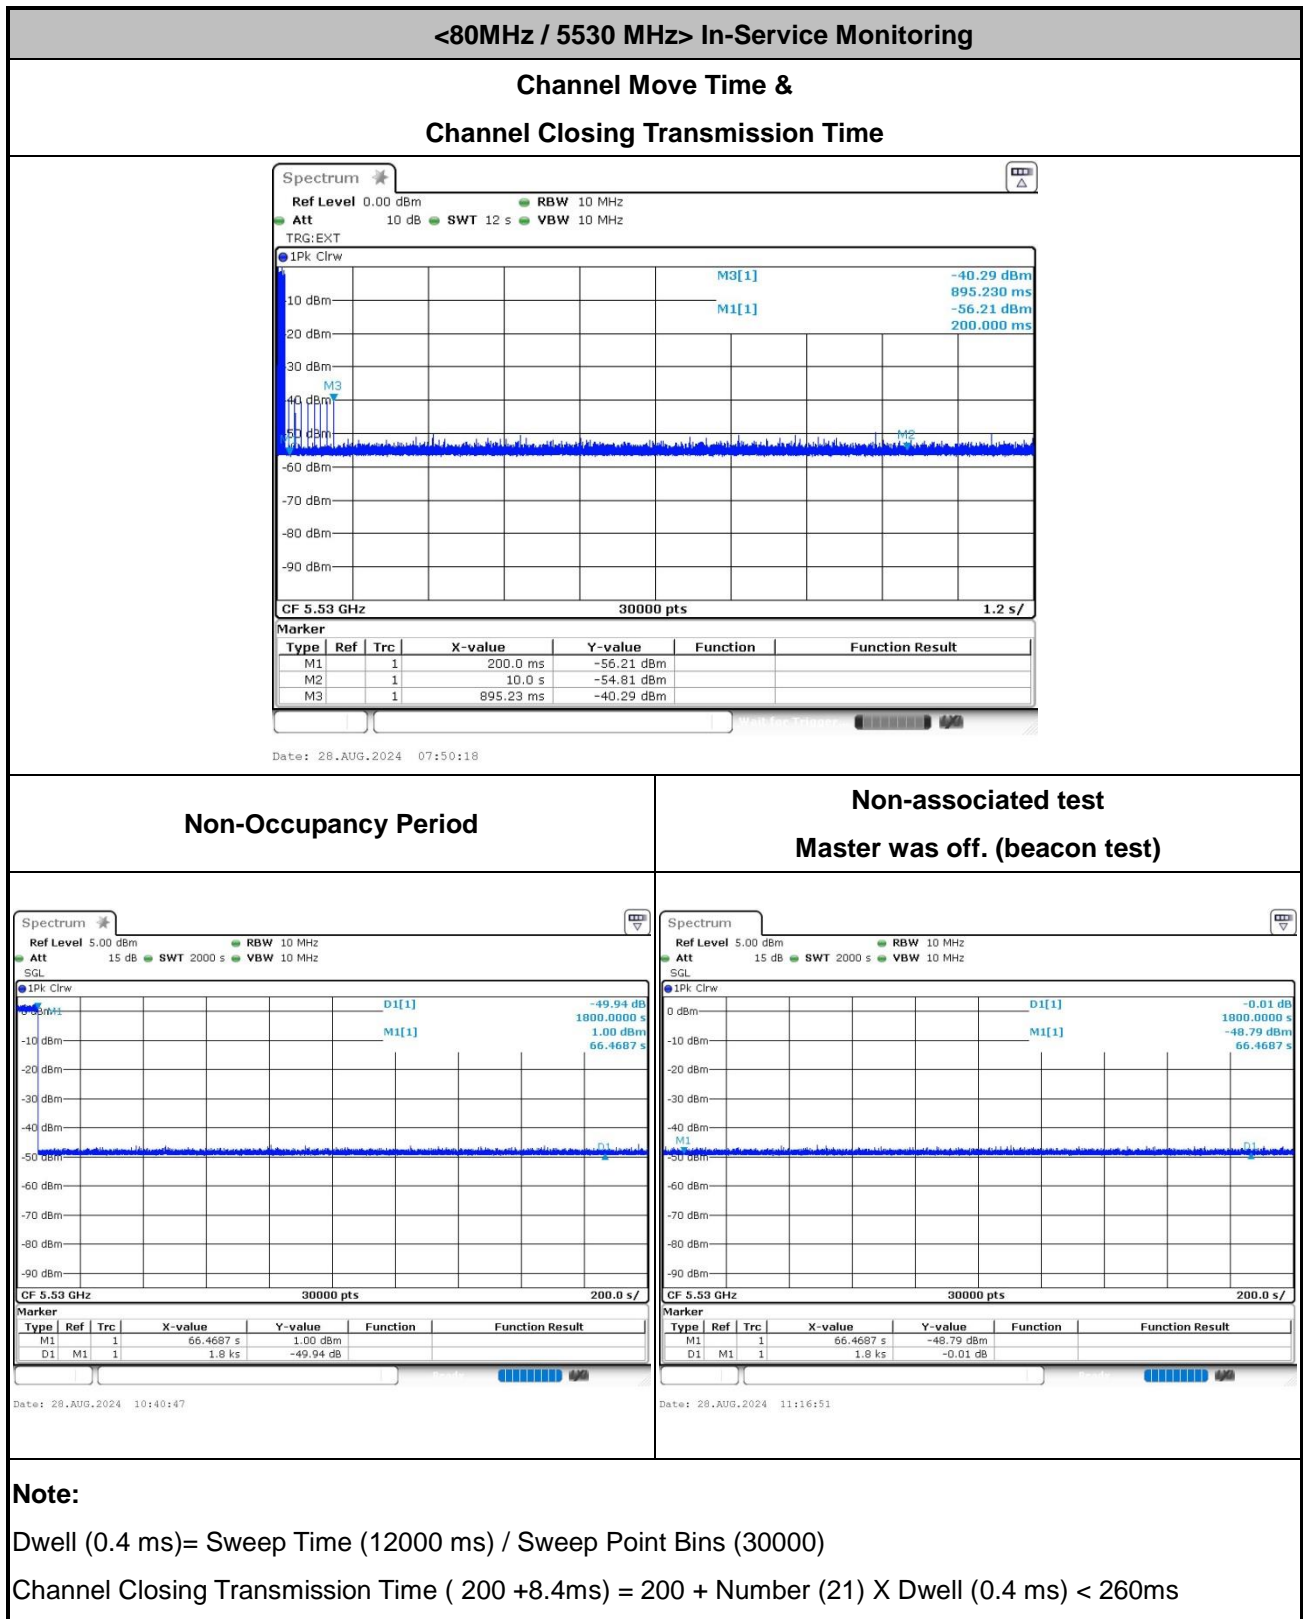 <80MHz / 5530 MHz> In-Service Monitoring
Channel Move Time &
Channel Closing Transmission Time
Spectrum
Ref Level 0.00 dBm RBW 10 MHz
Att 10 dB SWT 12 s VBW 10 MHz
TRG:EXT
1Pk Clrw
M3[1] -40.29 dBm
895.230 ms
-10 dBm
M1[1] -56.21 dBm
200.000 ms
-20 dBm
-30 dBm
M3
-40 dBm
-50 dBm
M2
-60 dBm
-70 dBm
-80 dBm
-90 dBm
CF 5.53 GHz 30000 pts 1.2 s/
Marker
Type Ref Trc X-value Y-value Function Function Result
M1 1 200.0 ms -56.21 dBm
M2 1 10.0 s -54.81 dBm
M3 1 895.23 ms -40.29 dBm
Wait for Trigger
Date: 28.AUG.2024 07:50:18
Non-Occupancy Period
Non-associated test
Master was off. (beacon test)
Spectrum
Ref Level 5.00 dBm RBW 10 MHz
Att 15 dB SWT 2000 s VBW 10 MHz
SGL
1Pk Clrw
D1[1] -49.94 dB
1800.0000 s
0 dBm
M1
M1[1] 1.00 dBm
66.4687 s
-10 dBm
-20 dBm
-30 dBm
-40 dBm
D1
-50 dBm
-60 dBm
-70 dBm
-80 dBm
-90 dBm
CF 5.53 GHz 30000 pts 200.0 s/
Marker
Type Ref Trc X-value Y-value Function Function Result
M1 1 66.4687 s 1.00 dBm
D1 M1 1 1.8 ks -49.94 dB
Date: 28.AUG.2024 10:40:47
Spectrum
Ref Level 5.00 dBm RBW 10 MHz
Att 15 dB SWT 2000 s VBW 10 MHz
SGL
1Pk Clrw
D1[1] -0.01 dB
1800.0000 s
0 dBm
M1[1] -48.79 dBm
66.4687 s
-10 dBm
-20 dBm
-30 dBm
-40 dBm
M1
D1
-50 dBm
-60 dBm
-70 dBm
-80 dBm
-90 dBm
CF 5.53 GHz 30000 pts 200.0 s/
Marker
Type Ref Trc X-value Y-value Function Function Result
M1 1 66.4687 s -48.79 dBm
D1 M1 1 1.8 ks -0.01 dB
Date: 28.AUG.2024 11:16:51
Note:
Dwell (0.4 ms)= Sweep Time (12000 ms) / Sweep Point Bins (30000)
Channel Closing Transmission Time ( 200 +8.4ms) = 200 + Number (21) X Dwell (0.4 ms) < 260ms